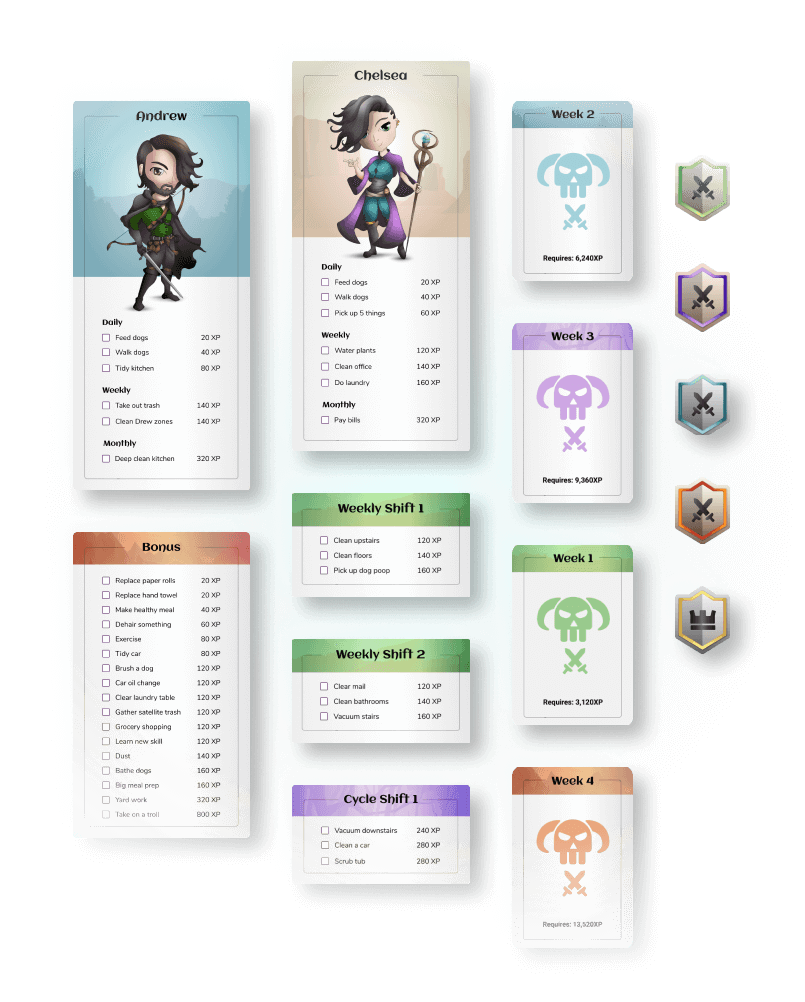 Andrew
Daily
Feed dogs 20 XP
Walk dogs 40 XP
Tidy kitchen 80 XP
Weekly
Take out trash 140 XP
Clean Drew zones 140 XP
Monthly
Deep clean kitchen 320 XP
Bonus
Replace paper rolls 20 XP
Replace hand towel 20 XP
Make healthy meal 40 XP
Dehair something 60 XP
Exercise 80 XP
Tidy car 80 XP
Brush a dog 120 XP
Car oil change 120 XP
Clear laundry table 120 XP
Gather satellite trash 120 XP
Grocery shopping 120 XP
Learn new skill 120 XP
Dust 140 XP
Bathe dogs 160 XP
Big meal prep 160 XP
Yard work 320 XP
Take on a troll 800 XP
Chelsea
Daily
Feed dogs 20 XP
Walk dogs 40 XP
Pick up 5 things 60 XP
Weekly
Water plants 120 XP
Clean office 140 XP
Do laundry 160 XP
Monthly
Pay bills 320 XP
Weekly Shift 1
Clean upstairs 120 XP
Clean floors 140 XP
Pick up dog poop 160 XP
Weekly Shift 2
Clear mail 120 XP
Clean bathrooms 140 XP
Vacuum stairs 160 XP
Cycle Shift 1
Vacuum downstairs 240 XP
Clean a car 280 XP
Scrub tub 280 XP
Week 2
Requires: 6,240XP
Week 3
Requires: 9,360XP
Week 1
Requires: 3,120XP
Week 4
Requires: 13,520XP